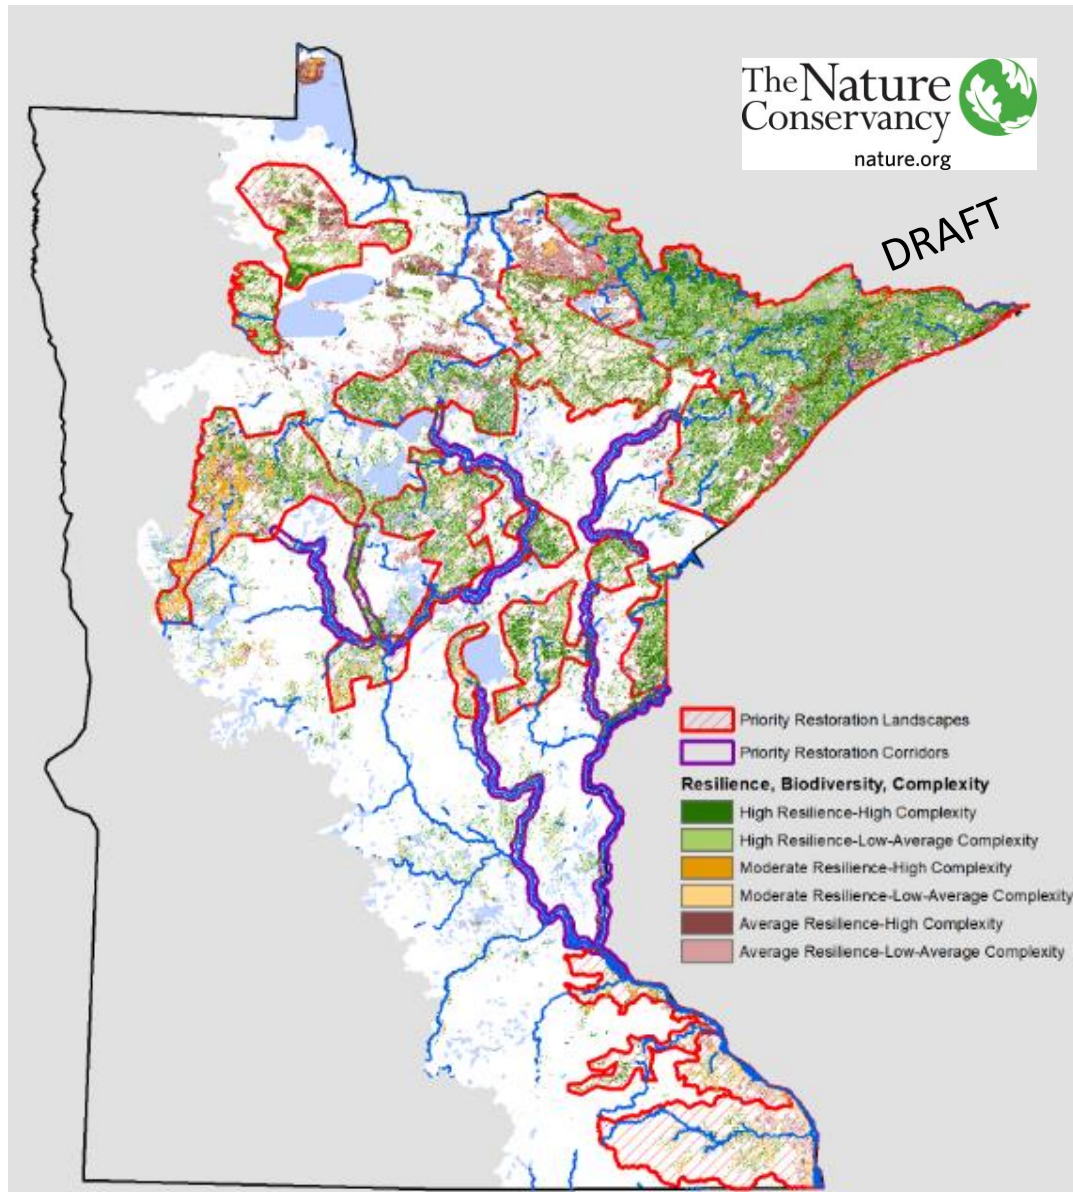 The Nature
Conservancy
nature.org
DRAFT
Priority Restoration Landscapes
Priority Restoration Corridors
Resilience, Biodiversity, Complexity
High Resilience-High Complexity
High Resilience-Low-Average Complexity
Moderate Resilience-High Complexity
Moderate Resilience-Low-Average Complexity
Average Resilience-High Complexity
Average Resilience-Low-Average Complexity